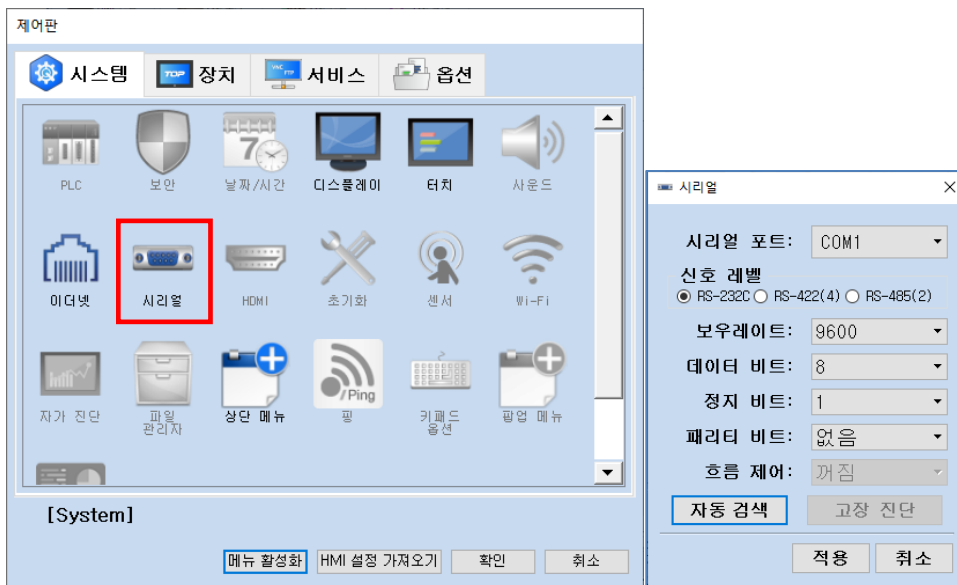 제어판
시스템
TOP
장치
VNC
FTP
서비스
옵션
PLC
보안
7
날짜/시간
디스플레이
터치
사운드
이더넷
시리얼
HDMI
초기화
센서
Wi-Fi
자가 진단
파일
관리자
상단 메뉴
/Ping
핑
키패드
옵션
팝업 메뉴
[System]
메뉴 활성화
HMI 설정 가져오기
확인
취소
시리얼
시리얼 포트: COM1
신호 레벨
RS-232C RS-422(4) RS-485(2)
보우레이트: 9600
데이터 비트: 8
정지 비트: 1
패리티 비트: 없음
흐름 제어: 꺼짐
자동 검색
고장 진단
적용
취소